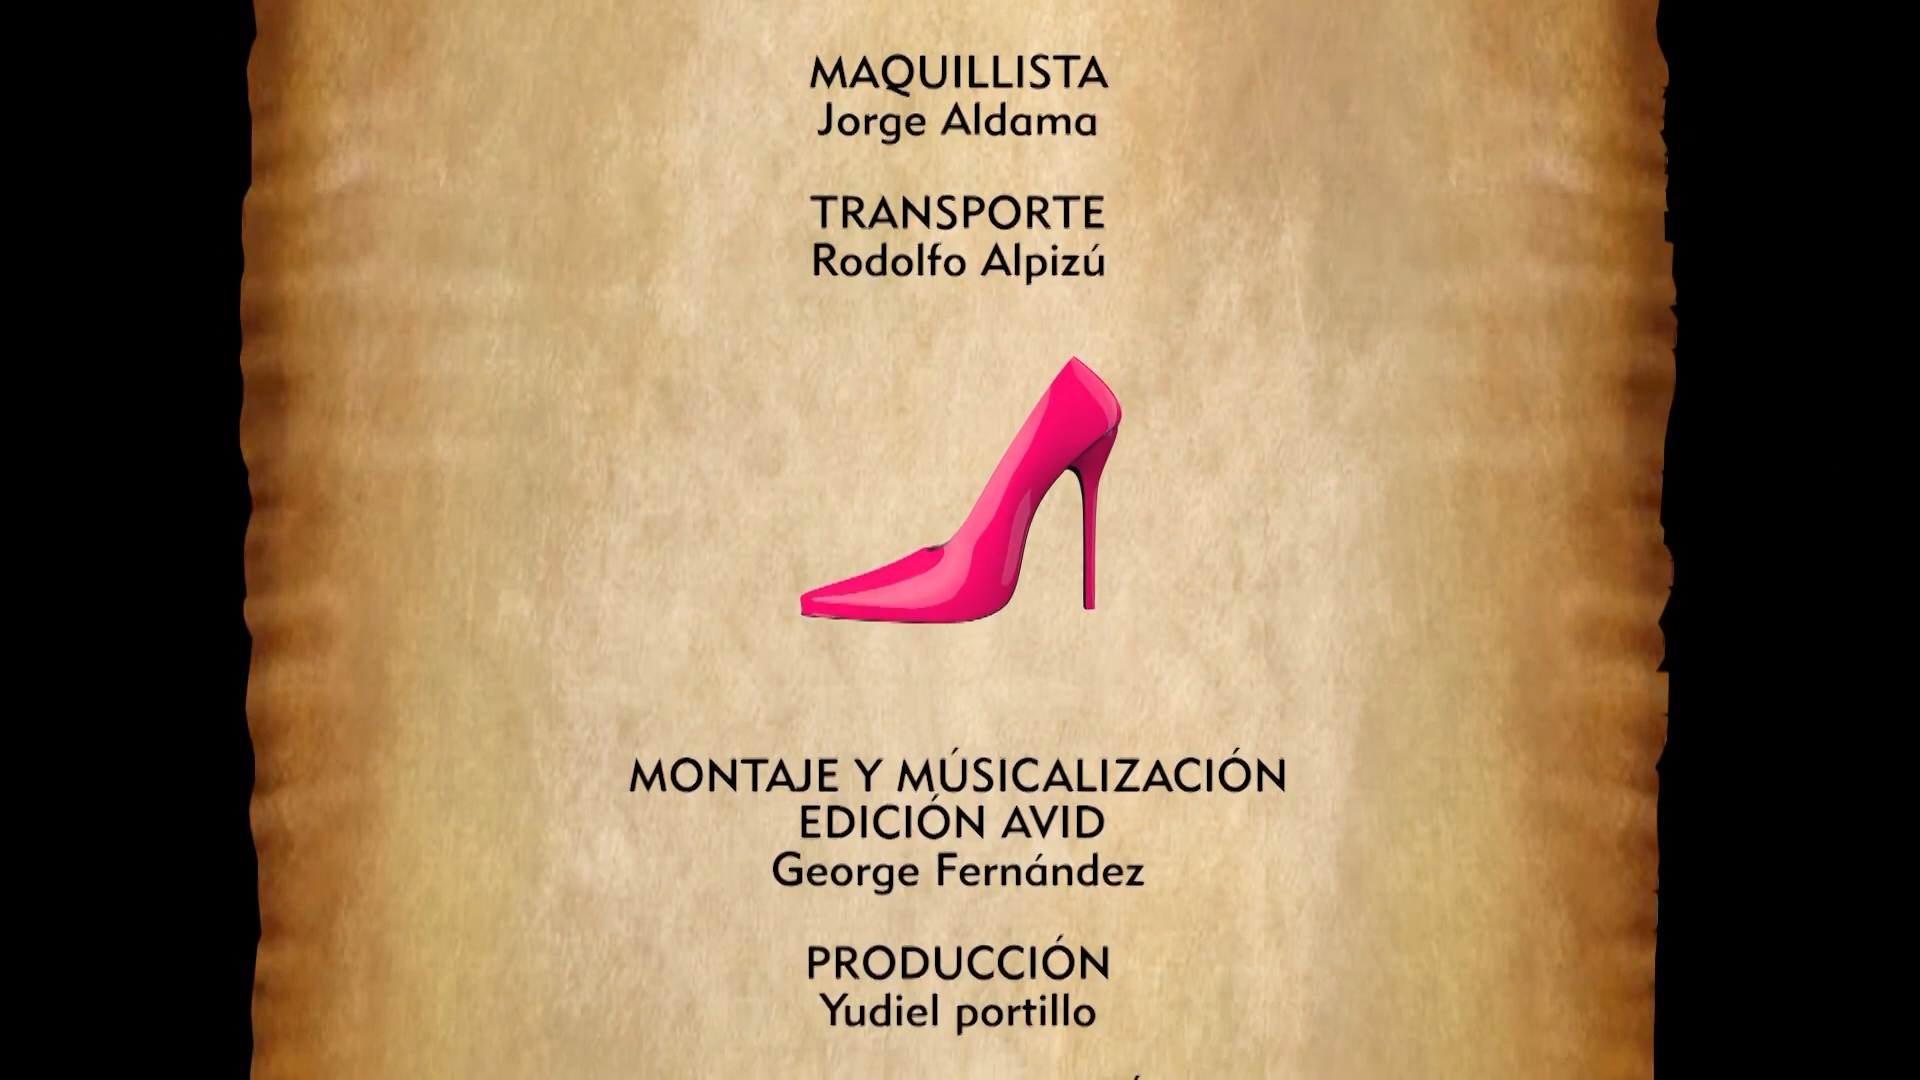 MAQUILLISTA
Jorge Aldama
TRANSPORTE
Rodolfo Alpizú
MONTAJE Y MÚSICALIZACIÓN
EDICIÓN AVID
George Fernández
PRODUCCIÓN
Yudiel portillo